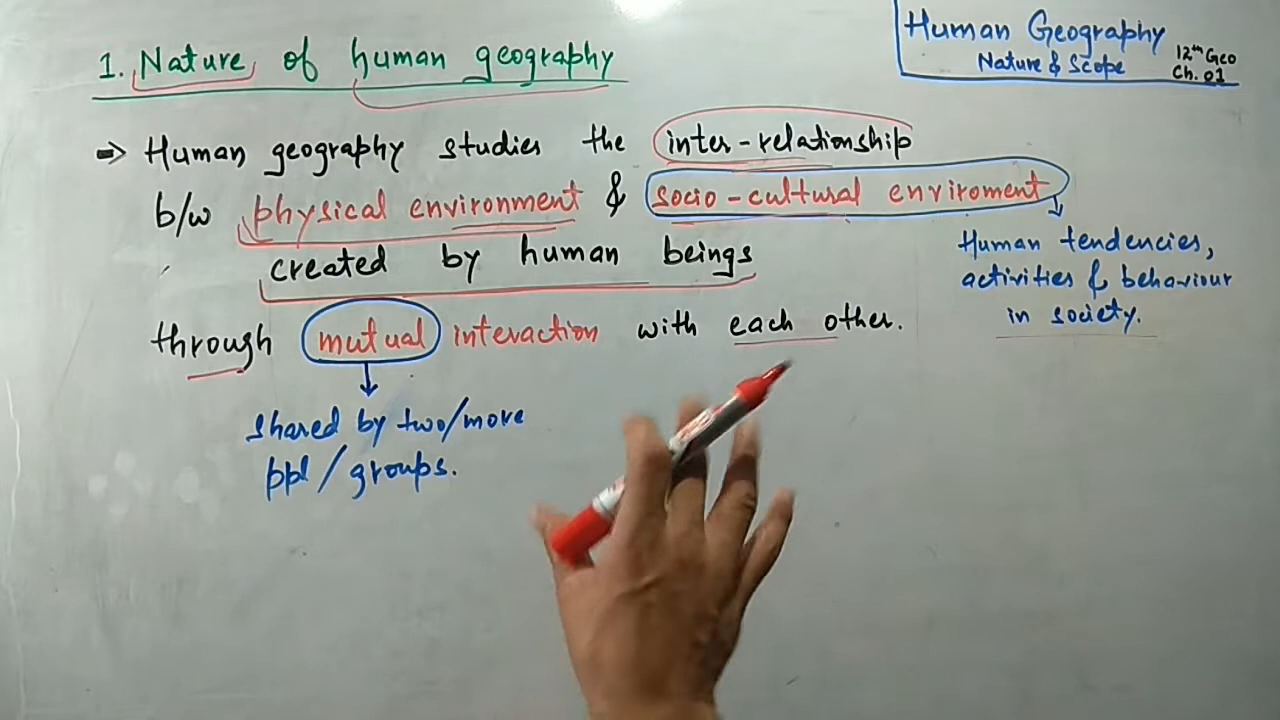 Human Geography
Nature & Scope
12th Geo
Ch. 01
1. Nature of human geography
⇒ Human geography studies the inter-relationship
b/w physical environment & socio-cultural enviroment
created by human beings
through mutual interaction with each other.
Human tendencies,
activities & behaviour
in society.
shared by two/more
ppl/groups.